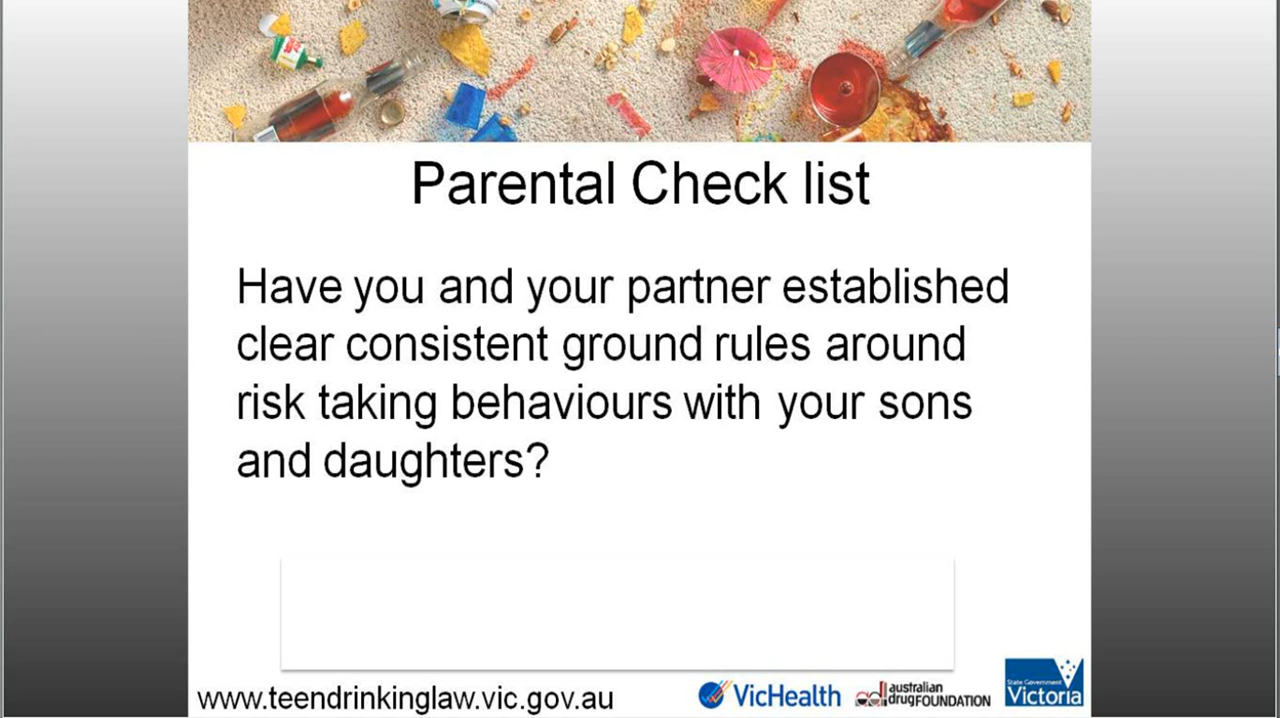 Parental Check list
Have you and your partner established
clear consistent ground rules around
risk taking behaviours with your sons
and daughters?
www.teendrinkinglaw.vic.gov.au
VicHealth
australian
drugFOUNDATION
State Government
Victoria